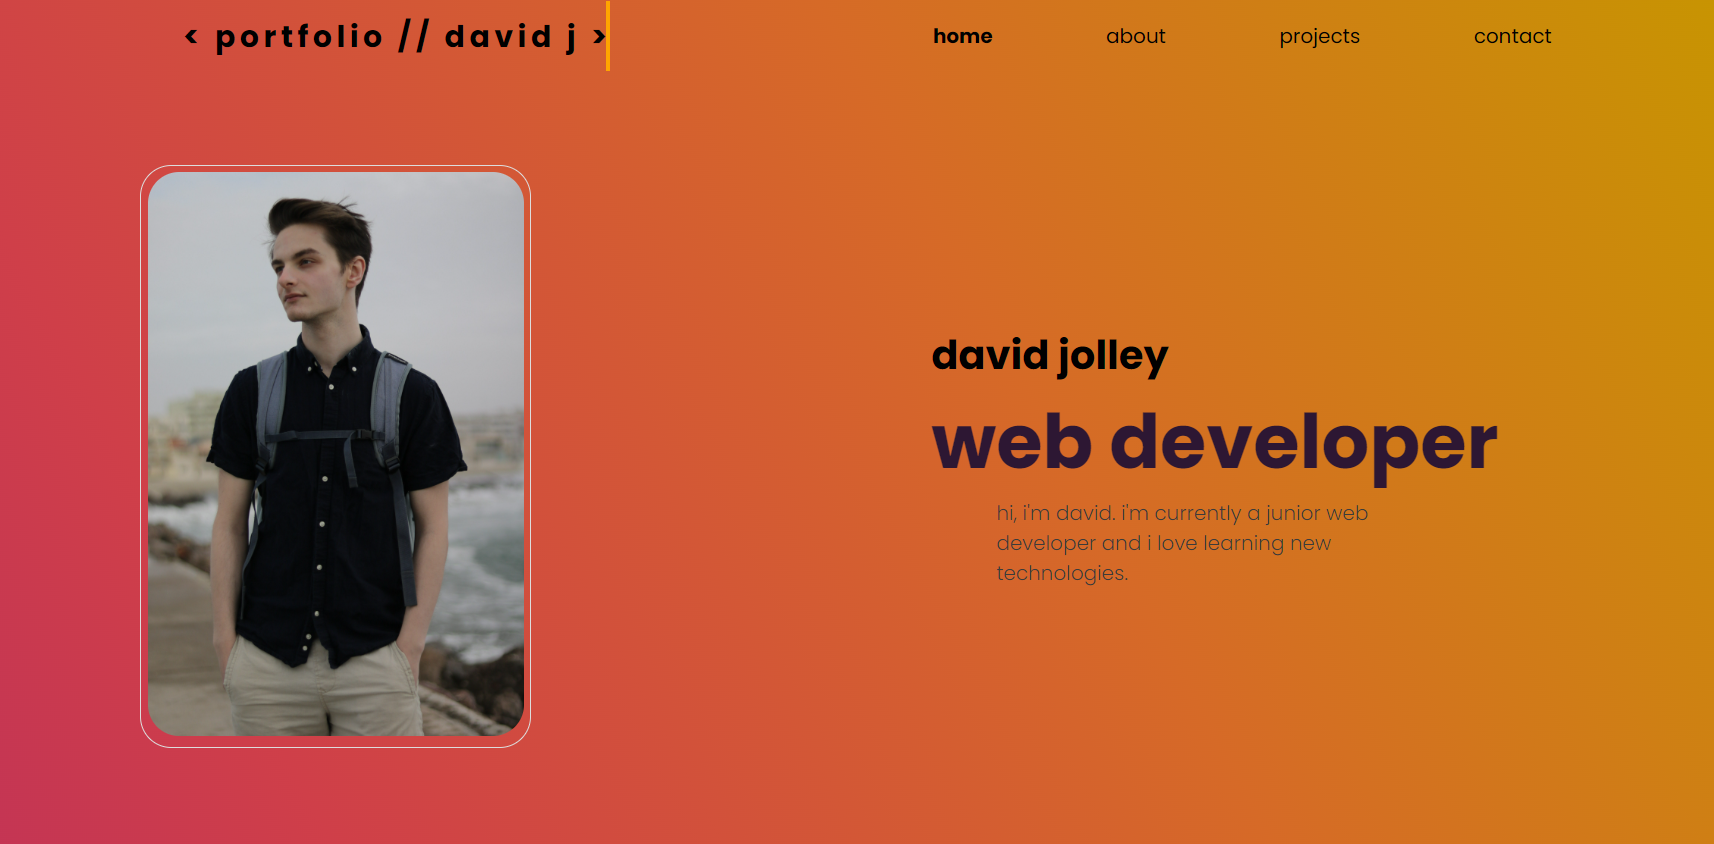 < portfolio // david j >
home
about
projects
contact
david jolley
web developer
hi, i'm david. i'm currently a junior web
developer and i love learning new
technologies.